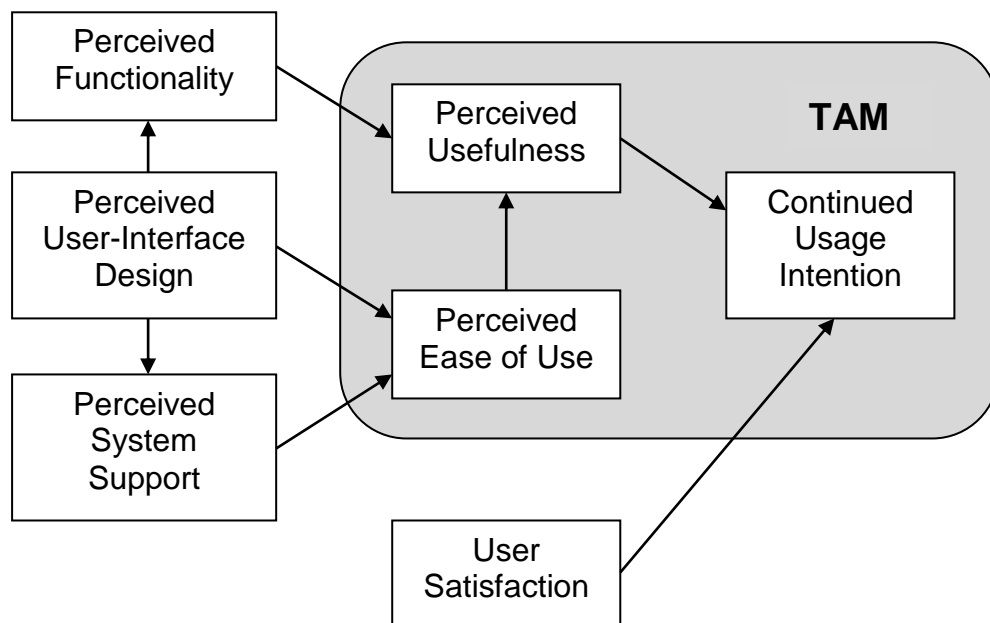 Perceived
Functionality
Perceived
User-Interface
Design
Perceived
System
Support
Perceived
Usefulness
Perceived
Ease of Use
TAM
Continued
Usage
Intention
User
Satisfaction